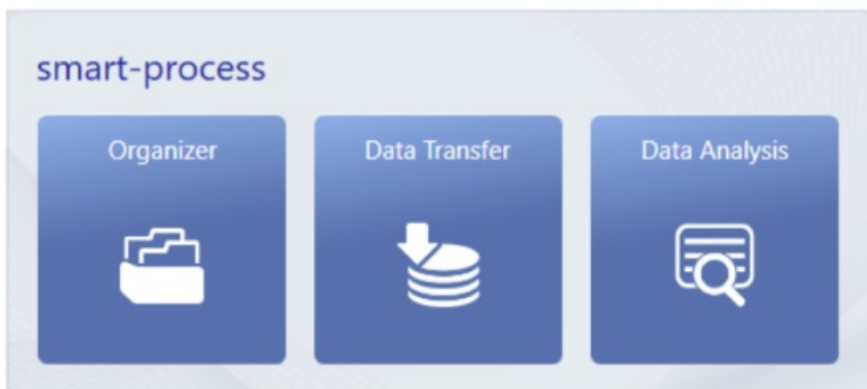 smart-process
Organizer
Data Transfer
Data Analysis